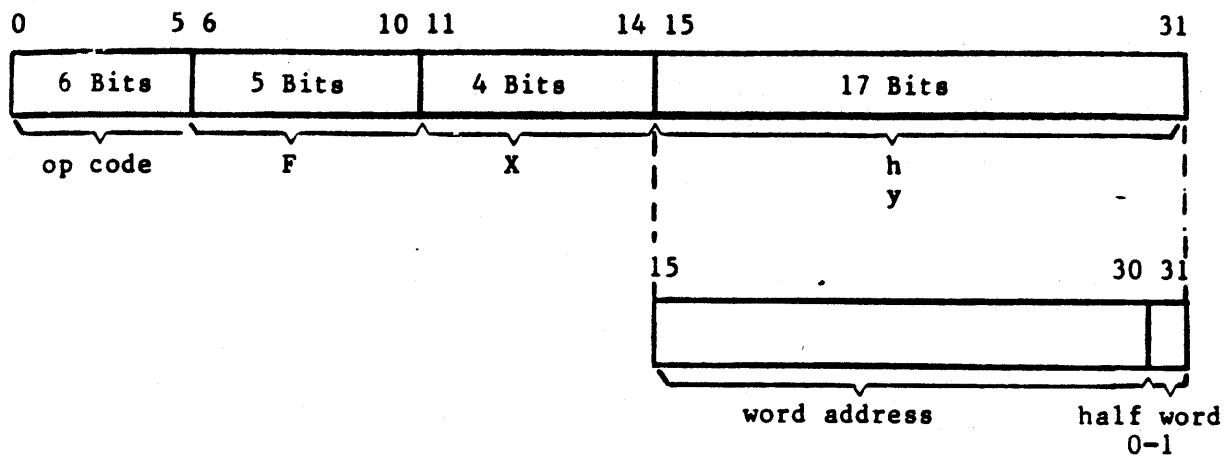 0 5 6 10 11 14 15 31
6 Bits 5 Bits 4 Bits 17 Bits
op code F X h
y
15 30 31
word address half word
0-1